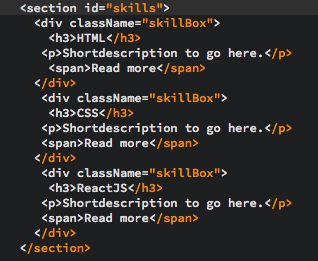 <section id="skills">
<div className="skillBox">
<h3>HTML</h3>
<p>Shortdescription to go here.</p>
<span>Read more</span>
</div>
<div className="skillBox">
<h3>CSS</h3>
<p>Shortdescription to go here.</p>
<span>Read more</span>
</div>
<div className="skillBox">
<h3>ReactJS</h3>
<p>Shortdescription to go here.</p>
<span>Read more</span>
</div>
</section>